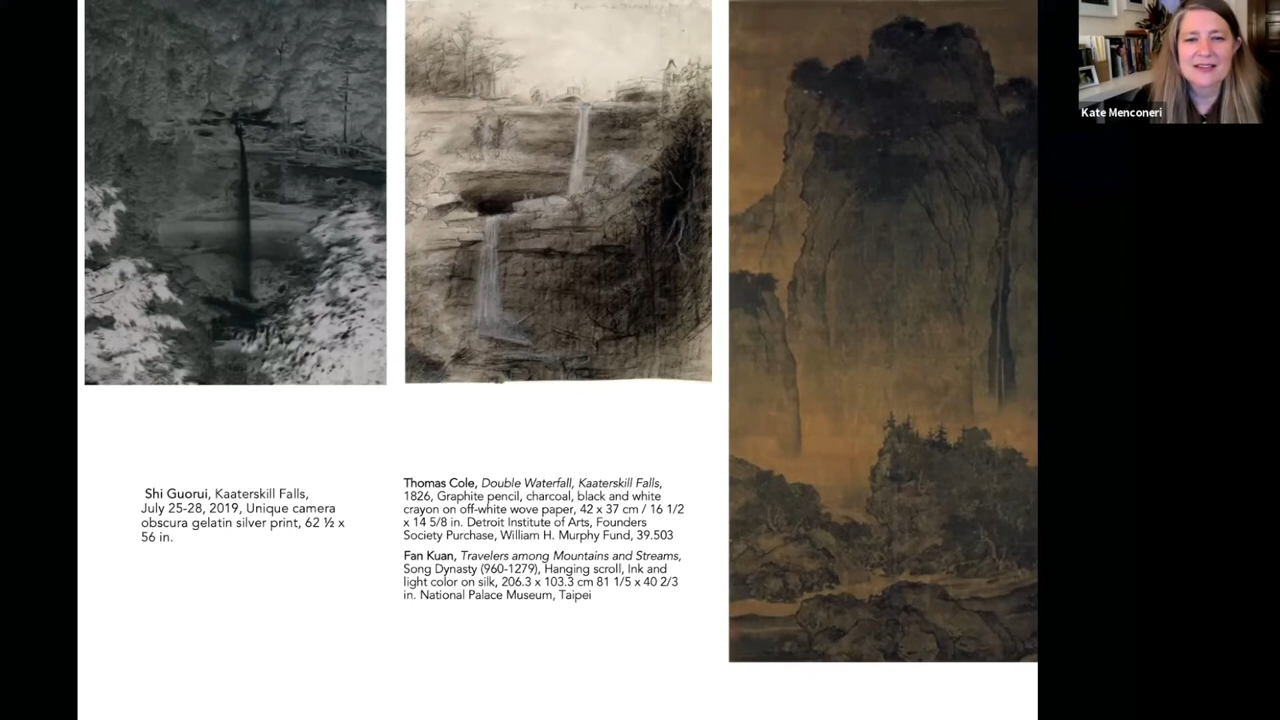 Kate Menconeri
Shi Guorui, Kaaterskill Falls,
July 25-28, 2019, Unique camera
obscura gelatin silver print, 62 ½ x
56 in.
Thomas Cole, Double Waterfall, Kaaterskill Falls,
1826, Graphite pencil, charcoal, black and white
crayon on off-white wove paper, 42 x 37 cm / 16 1/2
x 14 5/8 in. Detroit Institute of Arts, Founders
Society Purchase, William H. Murphy Fund, 39.503
Fan Kuan, Travelers among Mountains and Streams,
Song Dynasty (960-1279), Hanging scroll, Ink and
light color on silk, 206.3 x 103.3 cm 81 1/5 x 40 2/3
in. National Palace Museum, Taipei